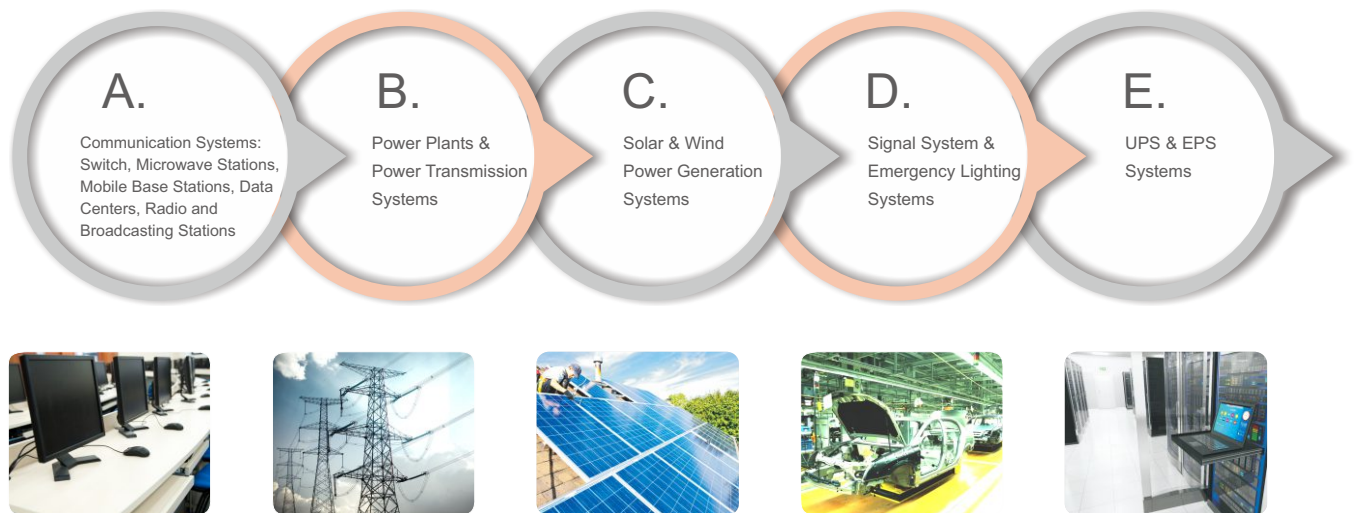 A.
Communication Systems:
Switch, Microwave Stations,
Mobile Base Stations, Data
Centers, Radio and
Broadcasting Stations
B.
Power Plants &
Power Transmission
Systems
C.
Solar & Wind
Power Generation
Systems
D.
Signal System &
Emergency Lighting
Systems
E.
UPS & EPS
Systems